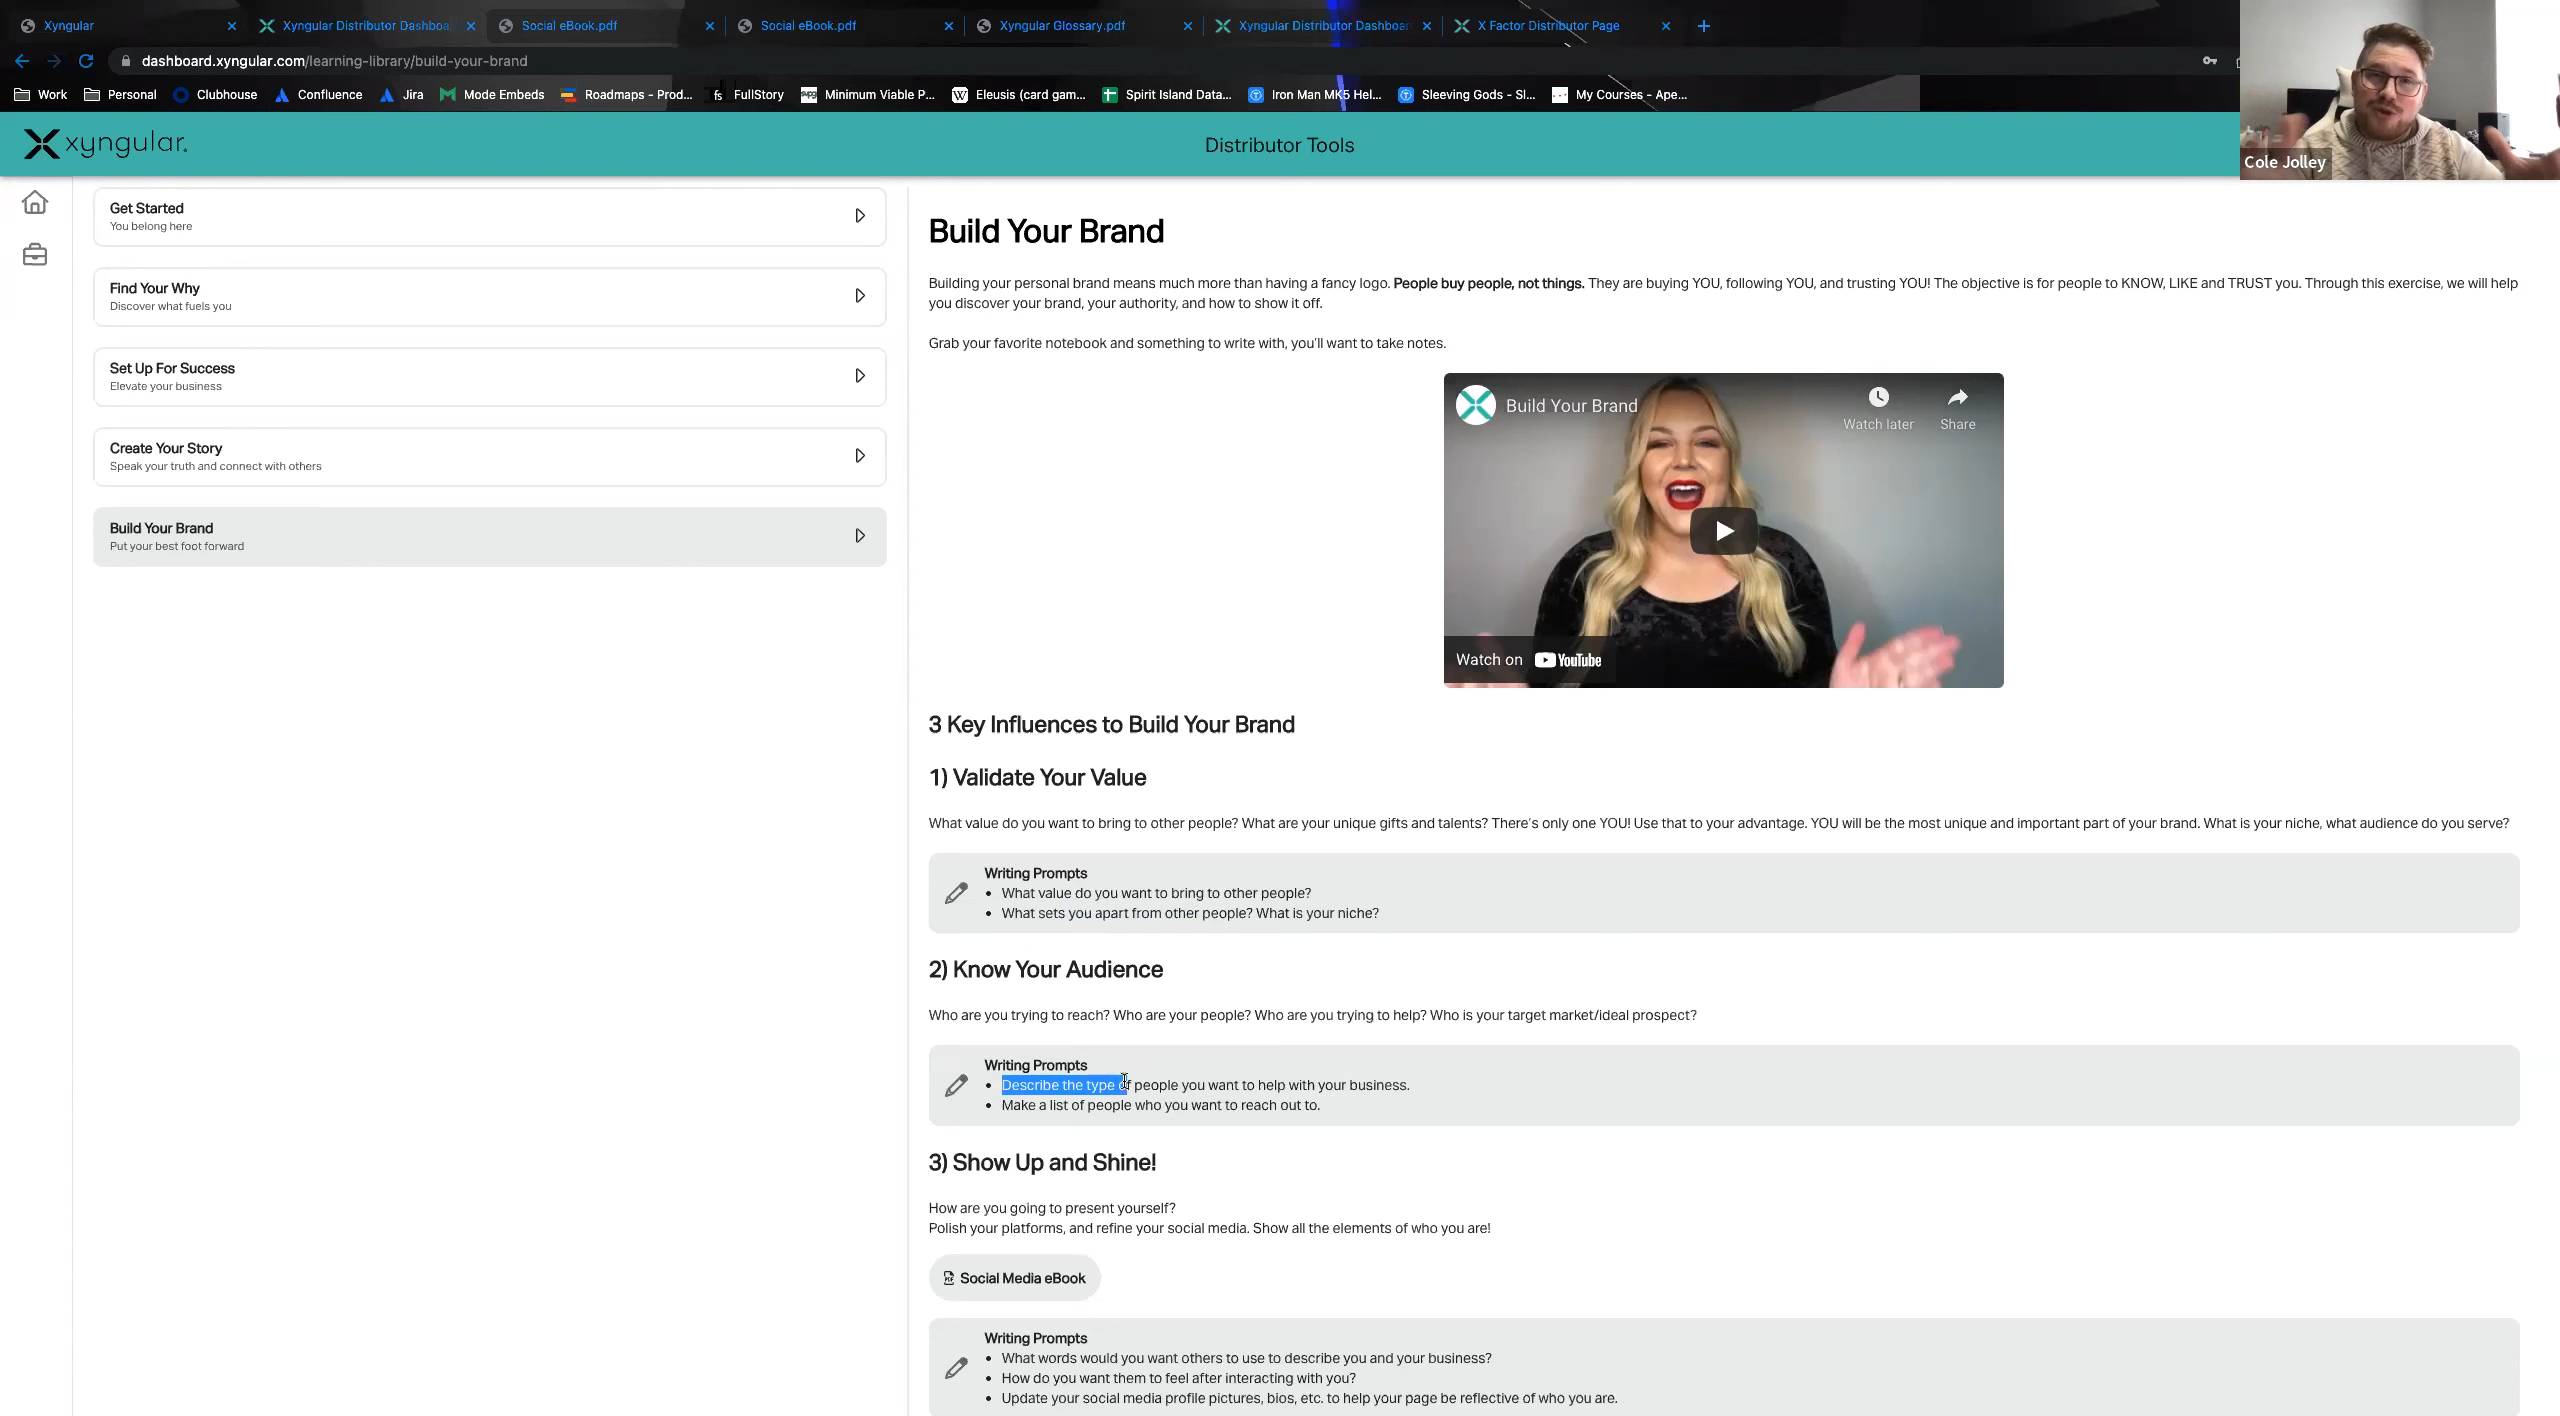 Xyngular
Xyngular Distributor Dashboa
Social eBook.pdf
Social eBook.pdf
Xyngular Glossary.pdf
Xyngular Distributor Dashboar
X Factor Distributor Page
dashboard.xyngular.com/learning-library/build-your-brand
Work
Personal
Clubhouse
Confluence
Jira
Mode Embeds
Roadmaps - Prod...
fs FullStory
Minimum Viable P...
W Eleusis (card gam...
Spirit Island Data...
Iron Man MK5 Hel...
Sleeving Gods - Sl...
My Courses - Ape...
Cole Jolley
xyngular.
Distributor Tools
Get Started
You belong here
Find Your Why
Discover what fuels you
Set Up For Success
Elevate your business
Create Your Story
Speak your truth and connect with others
Build Your Brand
Put your best foot forward
Build Your Brand
Building your personal brand means much more than having a fancy logo. People buy people, not things. They are buying YOU, following YOU, and trusting YOU! The objective is for people to KNOW, LIKE and TRUST you. Through this exercise, we will help
you discover your brand, your authority, and how to show it off.
Grab your favorite notebook and something to write with, you'll want to take notes.
Build Your Brand
Watch later
Share
Watch on YouTube
3 Key Influences to Build Your Brand
1) Validate Your Value
What value do you want to bring to other people? What are your unique gifts and talents? There's only one YOU! Use that to your advantage. YOU will be the most unique and important part of your brand. What is your niche, what audience do you serve?
Writing Prompts
• What value do you want to bring to other people?
• What sets you apart from other people? What is your niche?
2) Know Your Audience
Who are you trying to reach? Who are your people? Who are you trying to help? Who is your target market/ideal prospect?
Writing Prompts
• Describe the type of people you want to help with your business.
• Make a list of people who you want to reach out to.
3) Show Up and Shine!
How are you going to present yourself?
Polish your platforms, and refine your social media. Show all the elements of who you are!
Social Media eBook
Writing Prompts
• What words would you want others to use to describe you and your business?
• How do you want them to feel after interacting with you?
• Update your social media profile pictures, bios, etc. to help your page be reflective of who you are.